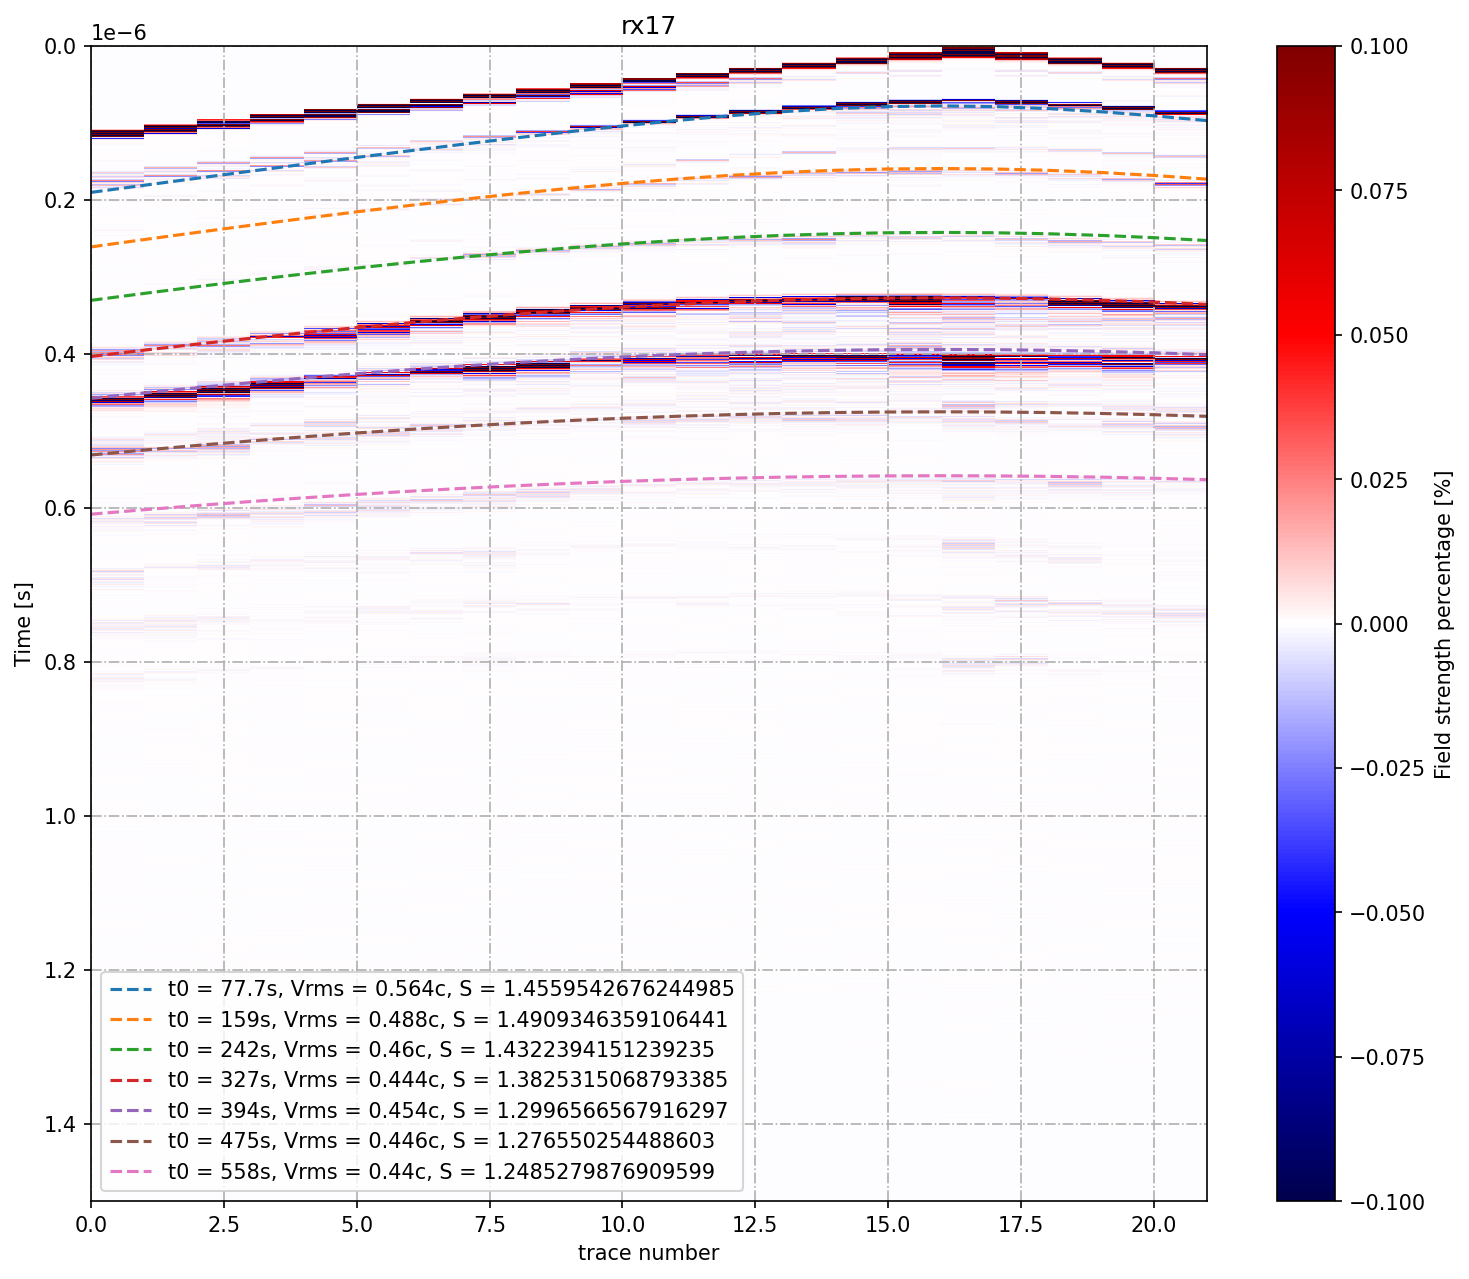 rx17
1e−6
0.0
0.2
0.4
0.6
0.8
1.0
1.2
1.4
Time [s]
0.0 2.5 5.0 7.5 10.0 12.5 15.0 17.5 20.0
trace number
t0 = 77.7s, Vrms = 0.564c, S = 1.4559542676244985
t0 = 159s, Vrms = 0.488c, S = 1.4909346359106441
t0 = 242s, Vrms = 0.46c, S = 1.4322394151239235
t0 = 327s, Vrms = 0.444c, S = 1.3825315068793385
t0 = 394s, Vrms = 0.454c, S = 1.2996566567916297
t0 = 475s, Vrms = 0.446c, S = 1.276550254488603
t0 = 558s, Vrms = 0.44c, S = 1.2485279876909599
0.100
0.075
0.050
0.025
0.000
−0.025
−0.050
−0.075
−0.100
Field strength percentage [%]